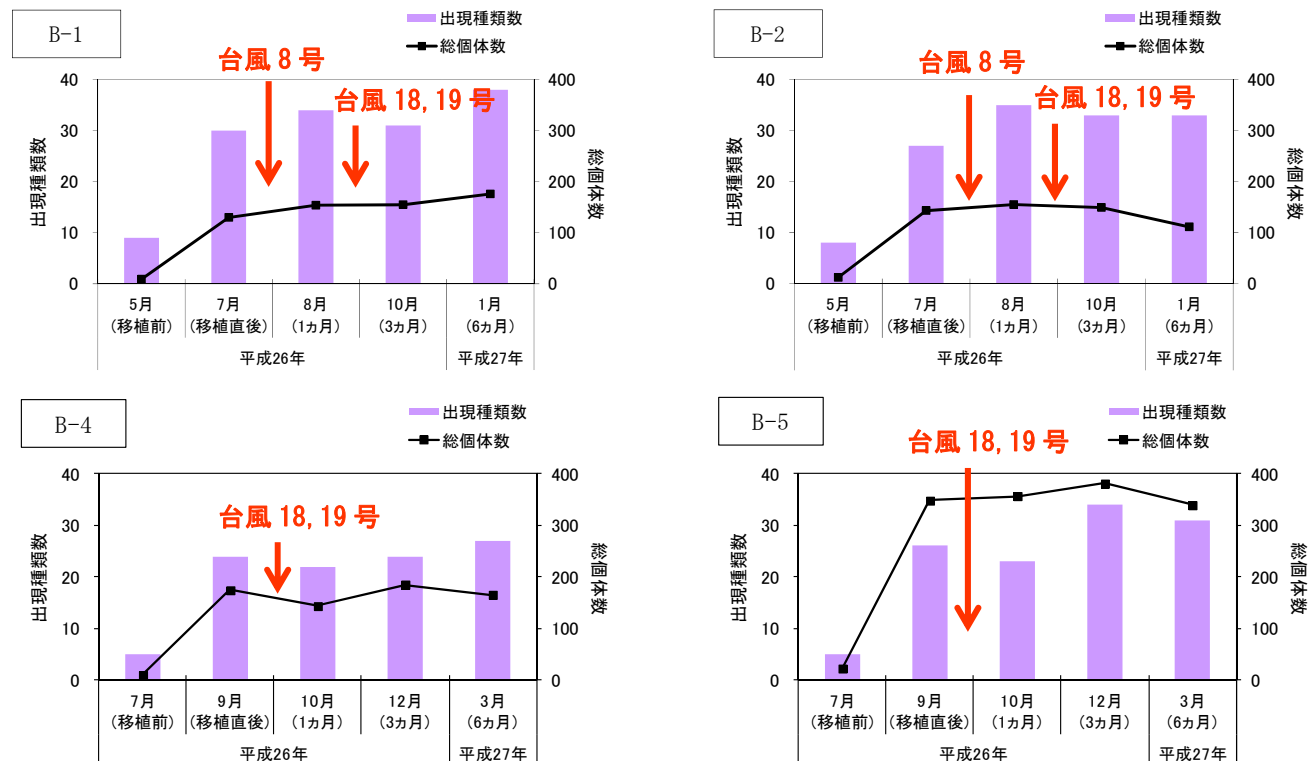 B-1
出現種類数
総個体数
台風 8 号
台風 18, 19 号
出現種類数
総個体数
40
30
20
10
0
400
300
200
100
0
5月 7月 8月 10月 1月
(移植前) (移植直後) (1ヵ月) (3ヵ月) (6ヵ月)
平成26年 平成27年
B-2
出現種類数
総個体数
台風 8 号
台風 18, 19 号
出現種類数
総個体数
40
30
20
10
0
400
300
200
100
0
5月 7月 8月 10月 1月
(移植前) (移植直後) (1ヵ月) (3ヵ月) (6ヵ月)
平成26年 平成27年
B-4
出現種類数
総個体数
台風 18, 19 号
出現種類数
総個体数
40
30
20
10
0
400
300
200
100
0
7月 9月 10月 12月 3月
(移植前) (移植直後) (1ヵ月) (3ヵ月) (6ヵ月)
平成26年 平成27年
B-5
出現種類数
総個体数
台風 18, 19 号
出現種類数
総個体数
40
30
20
10
0
400
300
200
100
0
7月 9月 10月 12月 3月
(移植前) (移植直後) (1ヵ月) (3ヵ月) (6ヵ月)
平成26年 平成27年